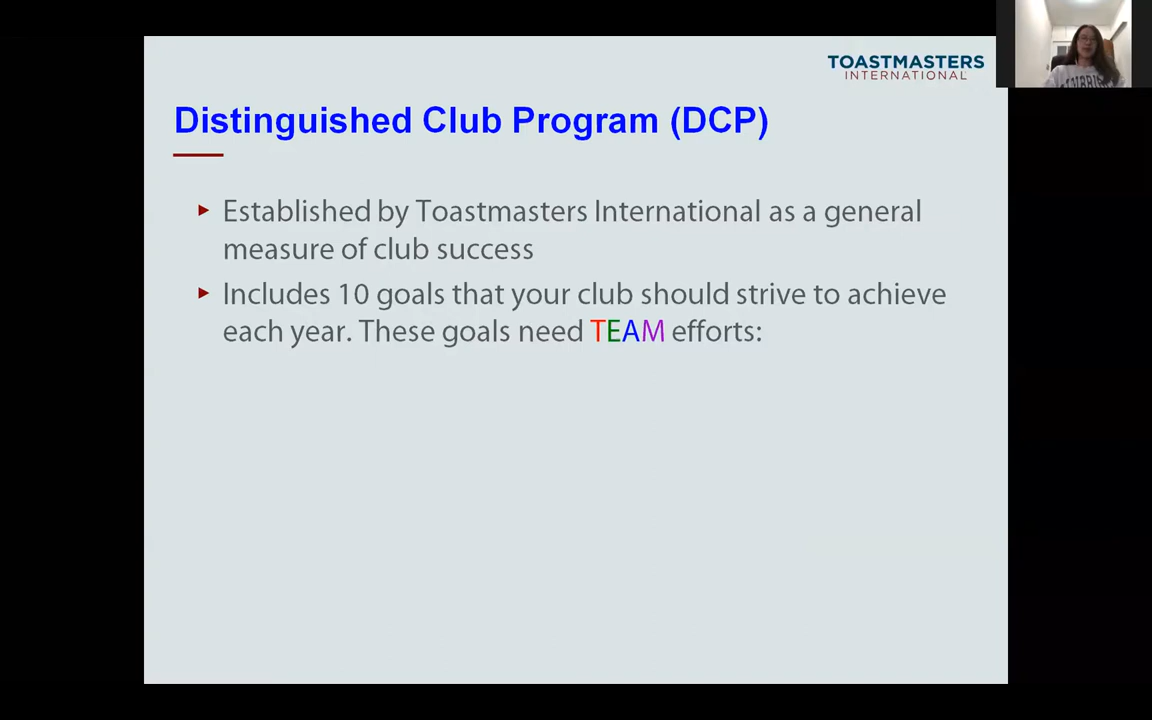 TOASTMASTERS
INTERNATIONAL
Distinguished Club Program (DCP)
Established by Toastmasters International as a general
measure of club success
Includes 10 goals that your club should strive to achieve
each year. These goals need TEAM efforts: